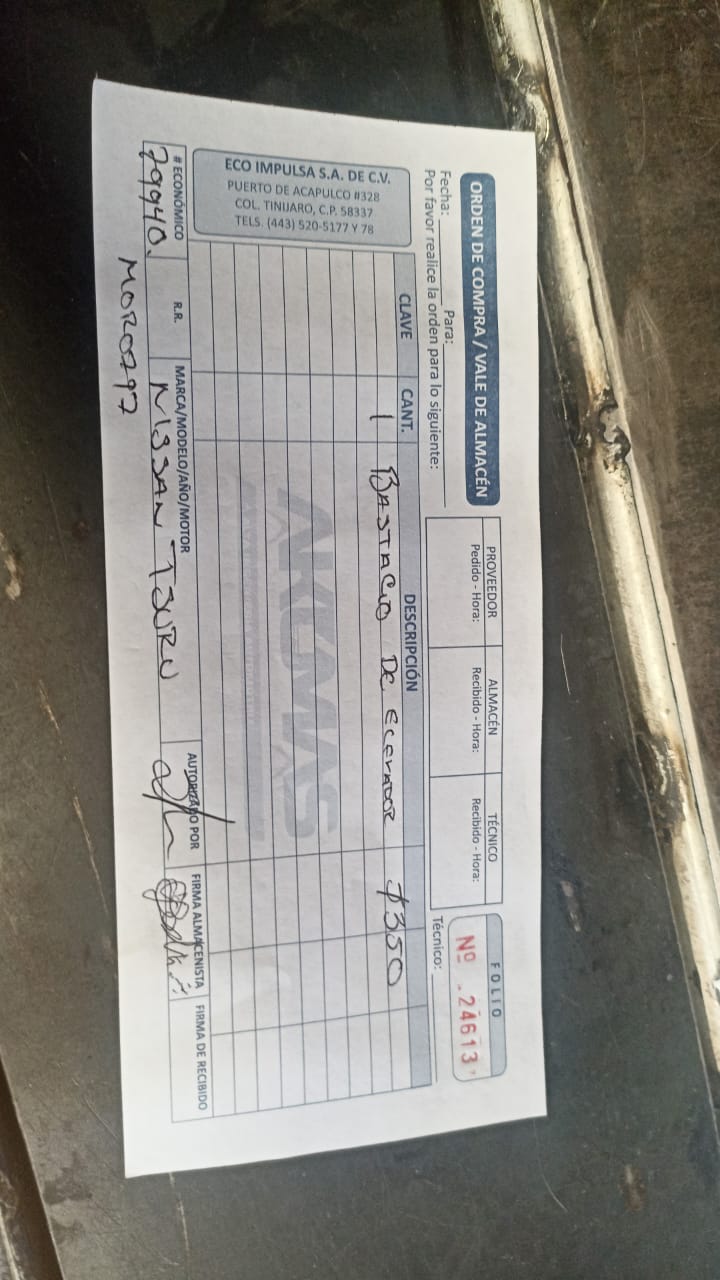 ORDEN DE COMPRA / VALE DE ALMACÉN
Fecha: Para:
Por favor realice la orden para lo siguiente:
PROVEEDOR
Pedido - Hora:
ALMACÉN
Recibido - Hora:
TÉCNICO
Recibido - Hora:
FOLIO
Nº 24613
Técnico:
ECO IMPULSA S.A. DE C.V.
PUERTO DE ACAPULCO #328
COL. TINIJARO, C.P. 58337
TELS. (443) 520-5177 Y 78
CLAVE CANT. DESCRIPCIÓN
1 BASTAGO DE ELEVADOR $350
AKUMAS
# ECONÓMICO R.R. MARCA/MODELO/AÑO/MOTOR AUTORIZADO POR FIRMA ALMACENISTA FIRMA DE RECIBIDO
79940. NISSAN TSURU